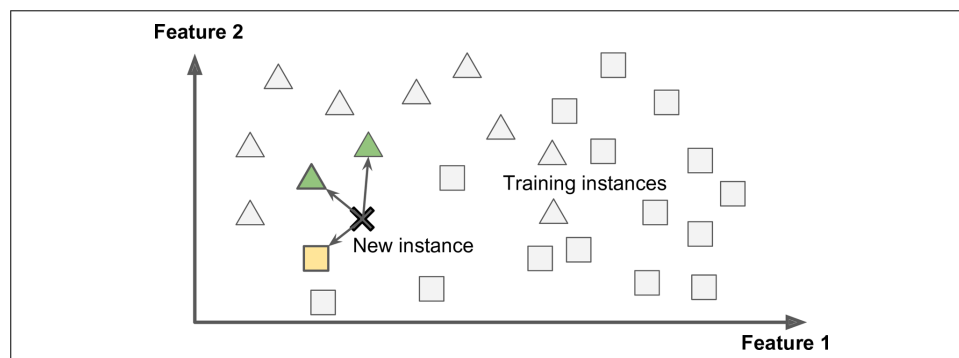 Feature 2
Training instances
New instance
Feature 1